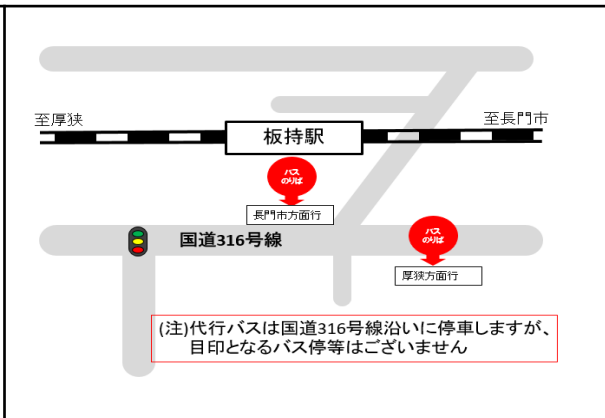 至厚狭
至長門市
板持駅
バス
のりば
長門市方面行
国道316号線
バス
のりば
厚狭方面行
(注)代行バスは国道316号線沿いに停車しますが、
目印となるバス停等はございません